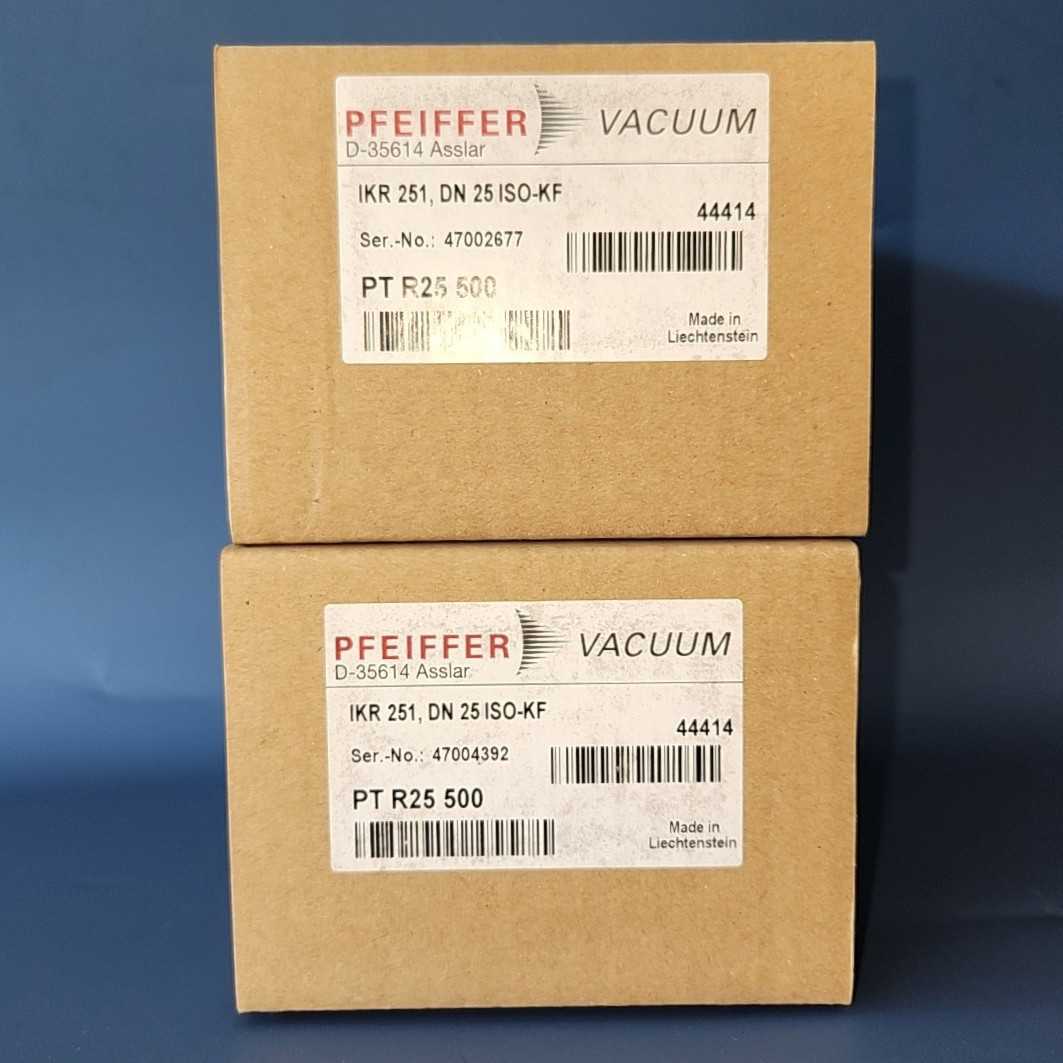 PFEIFFER VACUUM
D-35614 Asslar
IKR 251, DN 25 ISO-KF
44414
Ser.-No.: 47002677
PT R25 500
Made in
Liechtenstein
PFEIFFER VACUUM
D-35614 Asslar
IKR 251, DN 25 ISO-KF
44414
Ser.-No.: 47004392
PT R25 500
Made in
Liechtenstein